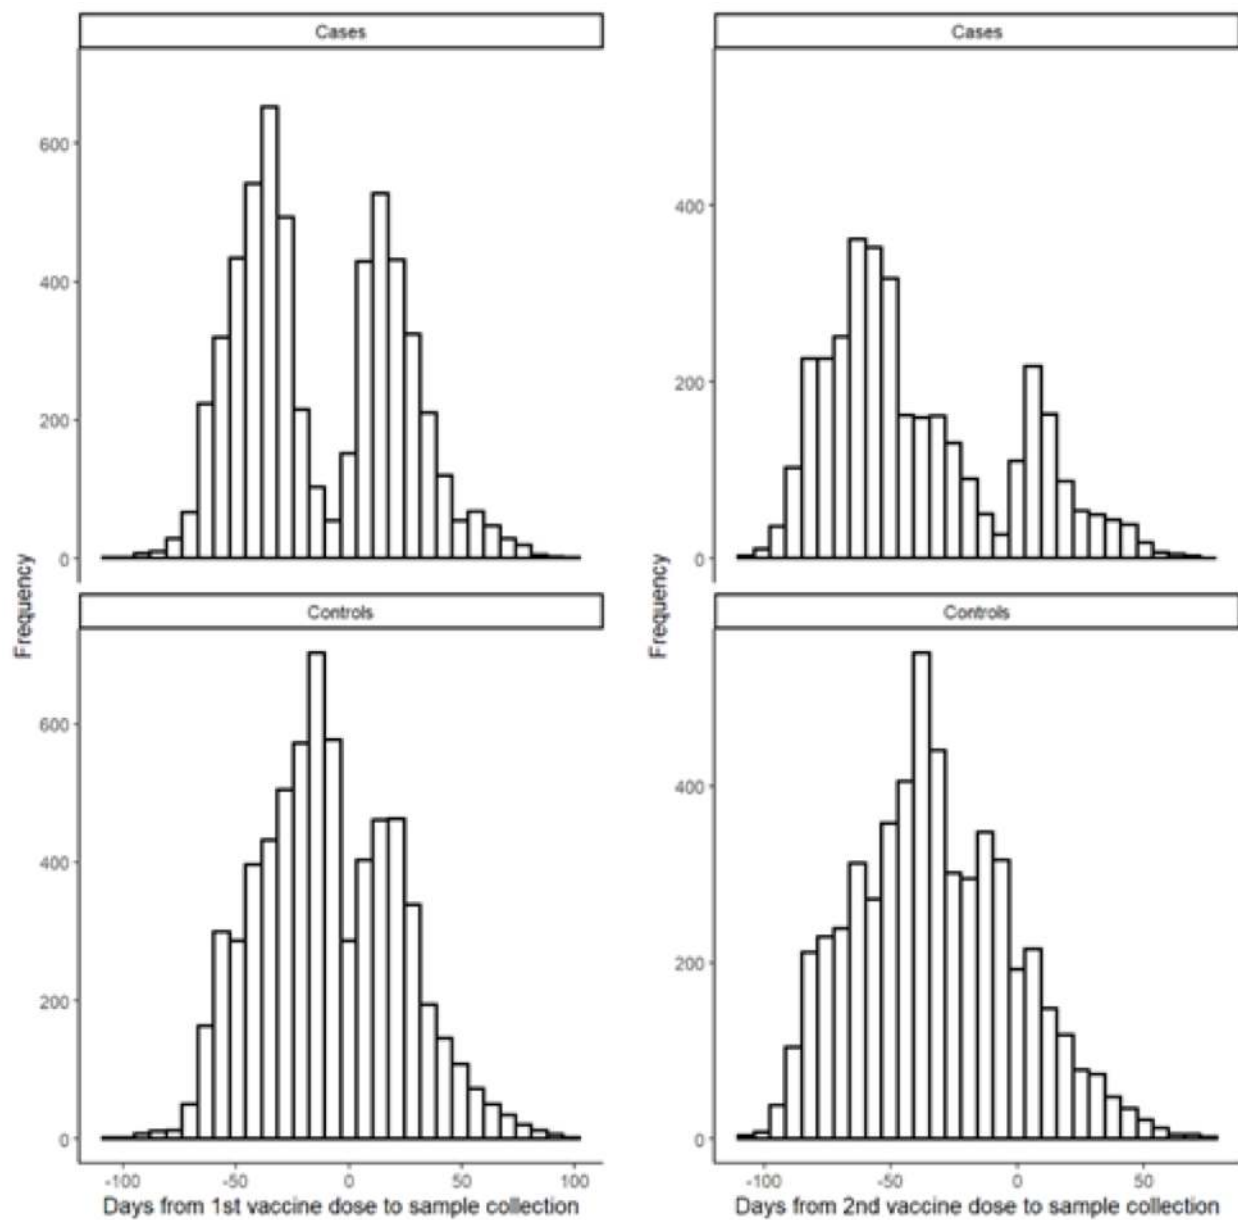 Cases
Cases
600
400
200
0
400
200
0
Frequency
Frequency
Controls
Controls
600
400
200
0
400
200
0
-100 -50 0 50 100
-100 -50 0 50
Days from 1st vaccine dose to sample collection
Days from 2nd vaccine dose to sample collection